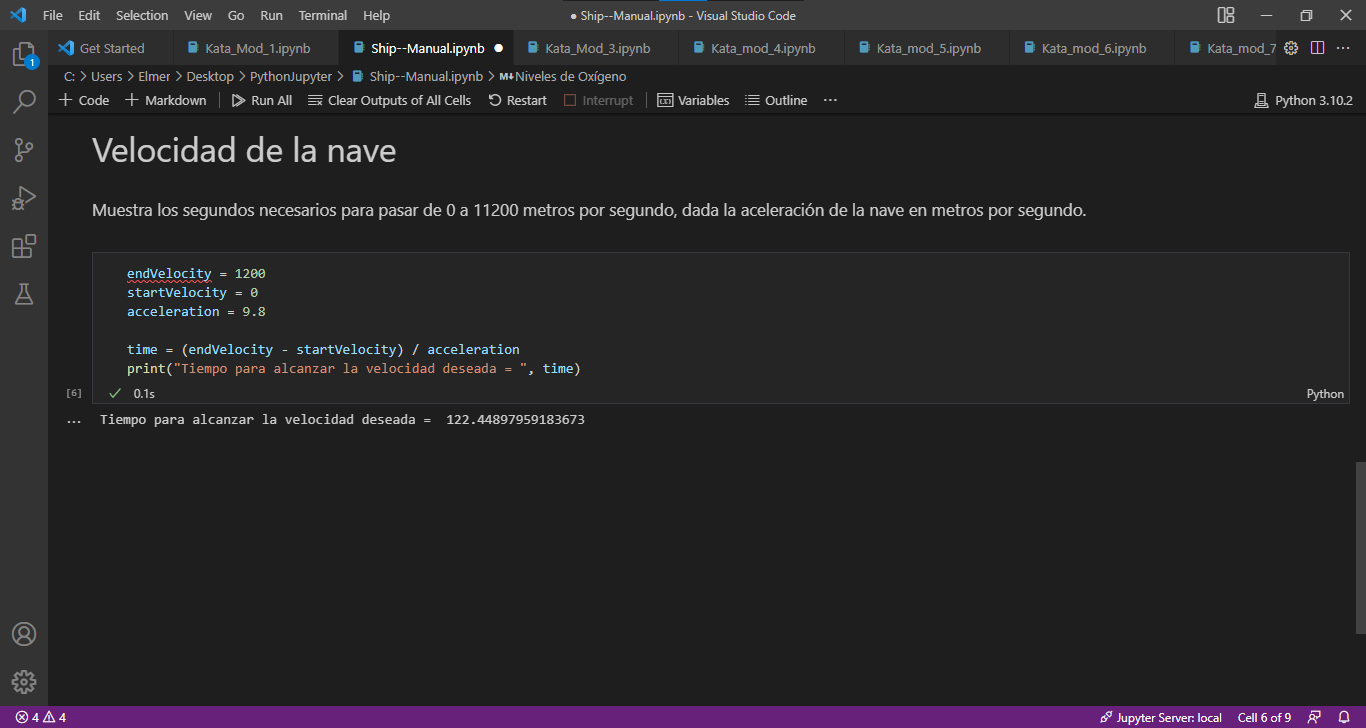 File Edit Selection View Go Run Terminal Help ● Ship--Manual.ipynb - Visual Studio Code
Get Started Kata_Mod_1.ipynb Ship--Manual.ipynb ● Kata_Mod_3.ipynb Kata_mod_4.ipynb Kata_mod_5.ipynb Kata_mod_6.ipynb Kata_mod_7 ···
1
C: > Users > Elmer > Desktop > PythonJupyter > Ship--Manual.ipynb > M↓Niveles de Oxígeno
+ Code + Markdown Run All Clear Outputs of All Cells Restart Interrupt Variables Outline ··· Python 3.10.2
Velocidad de la nave
Muestra los segundos necesarios para pasar de 0 a 11200 metros por segundo, dada la aceleración de la nave en metros por segundo.
endVelocity = 1200
startVelocity = 0
acceleration = 9.8
time = (endVelocity - startVelocity) / acceleration
print("Tiempo para alcanzar la velocidad deseada = ", time)
[6] ✓ 0.1s Python
... Tiempo para alcanzar la velocidad deseada =  122.44897959183673
4 4 Jupyter Server: local Cell 6 of 9